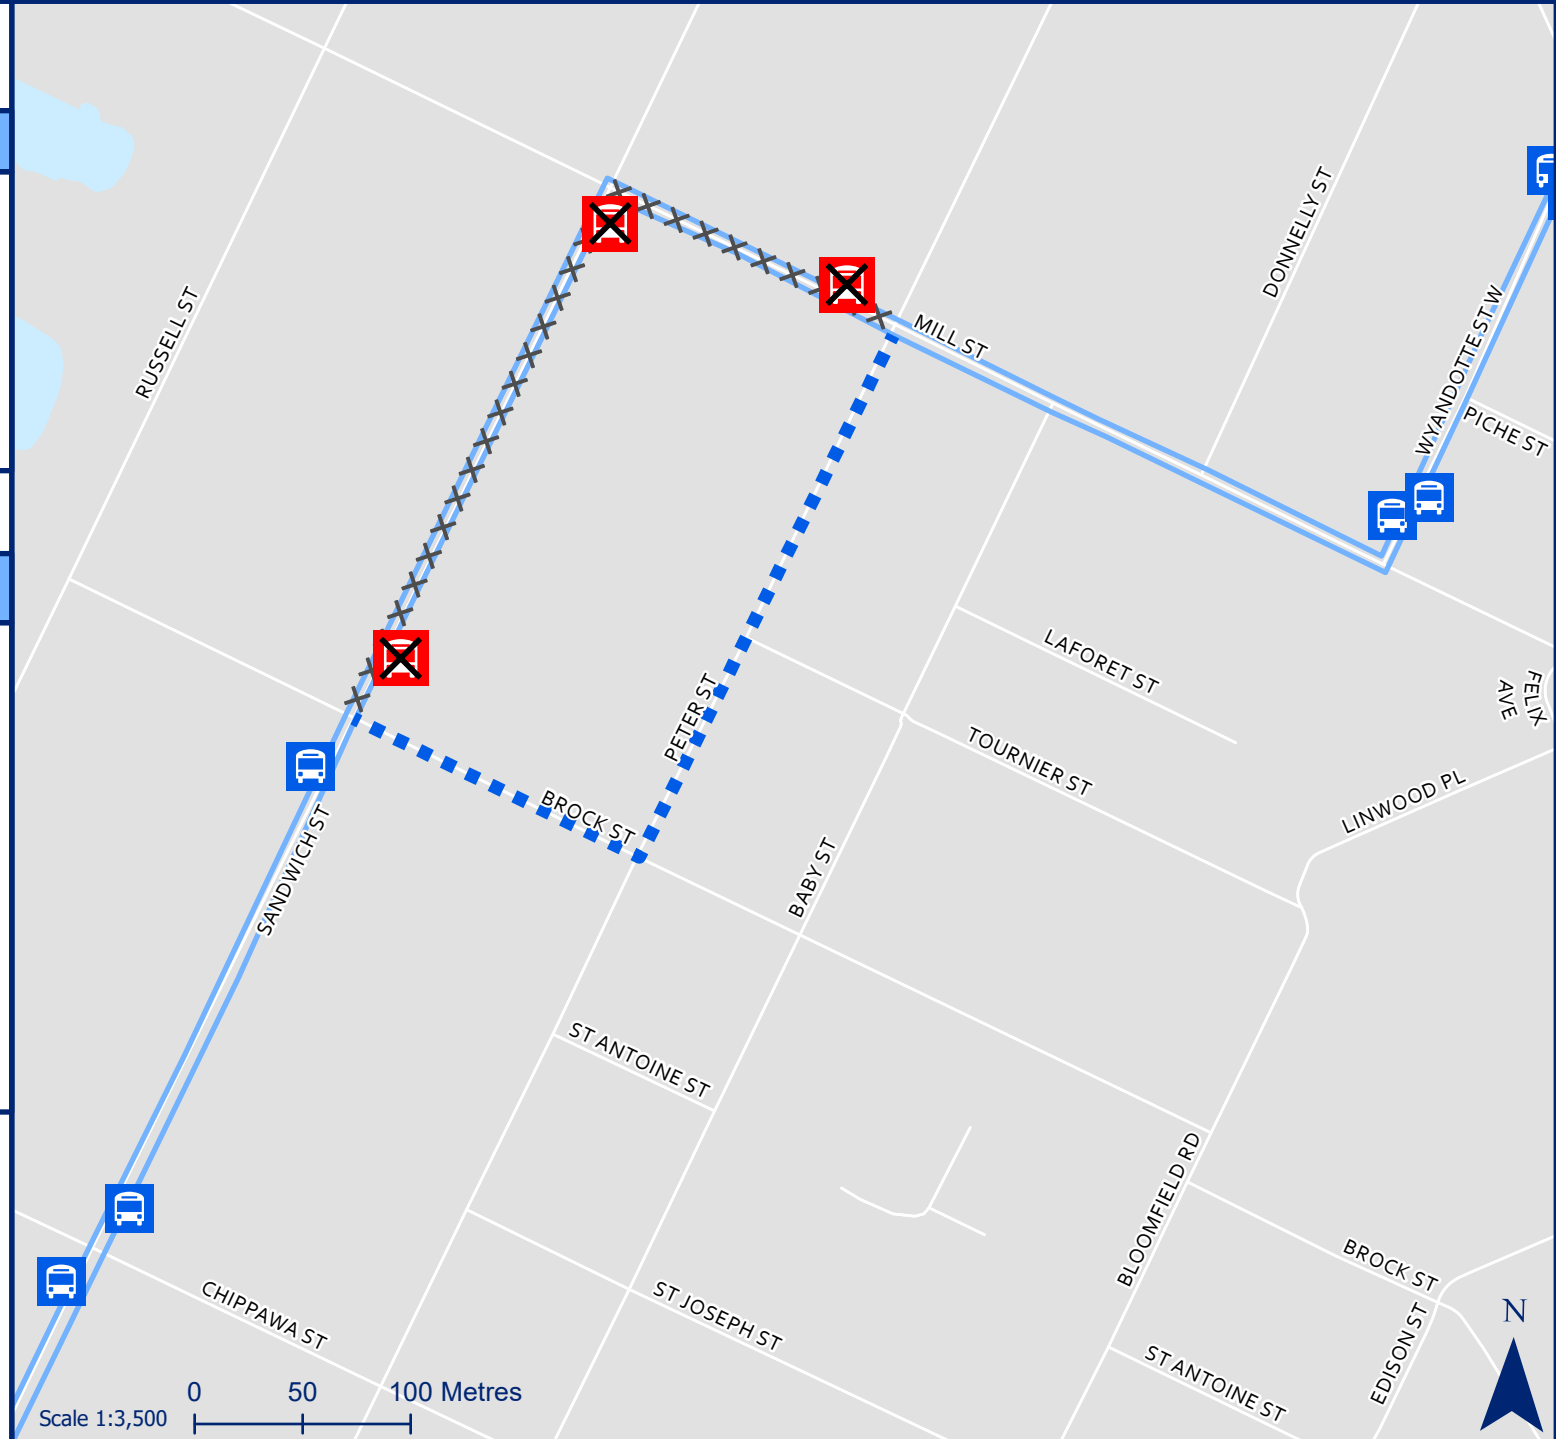 DONNELLY ST
RUSSELL ST
MILL ST
WYANDOTTE ST W
PICHE ST
LAFORET ST
FELIX
AVE
PETER ST
TOURNIER ST
LINWOOD PL
BROCK ST
SANDWICH ST
BABY ST
ST ANTOINE ST
BLOOMFIELD RD
BROCK ST
CHIPPAWA ST
ST JOSEPH ST
EDISON ST
ST ANTOINE ST
N
0 50 100 Metres
Scale 1:3,500